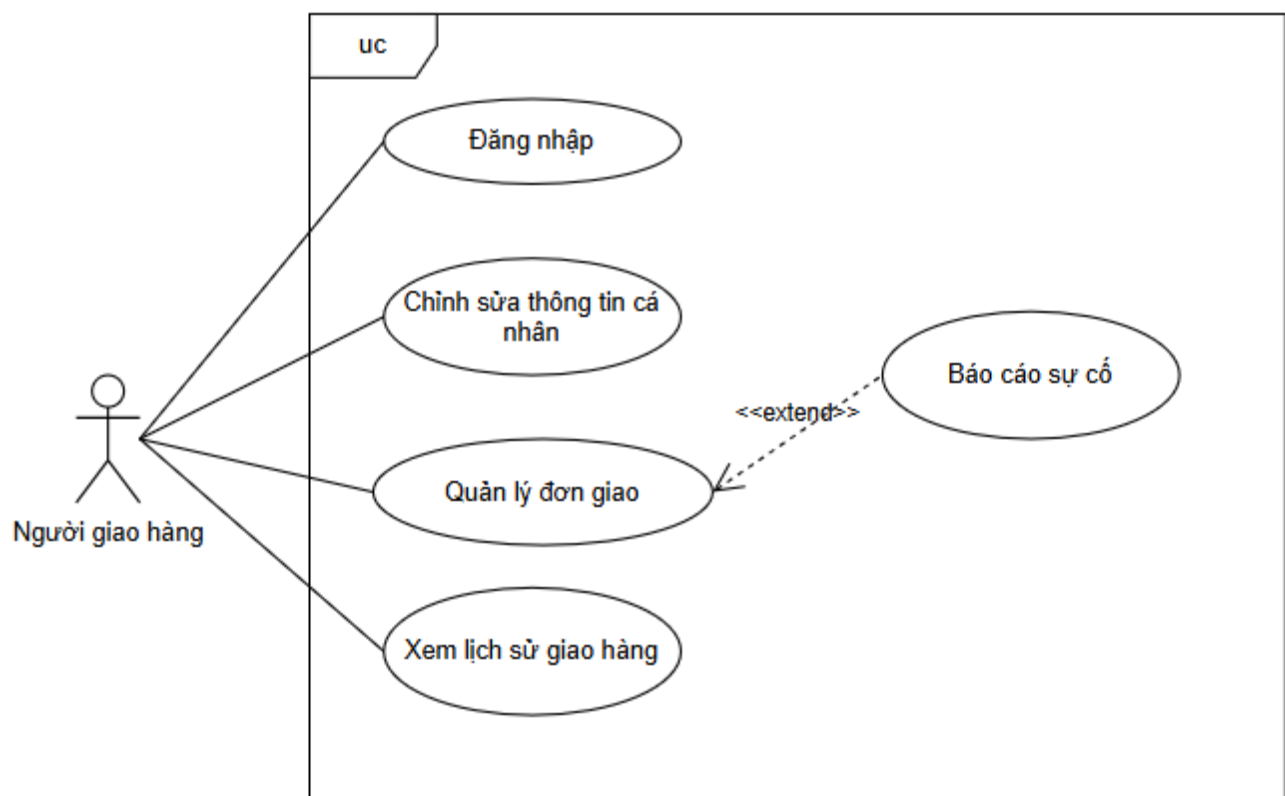 uc
Đăng nhập
Chỉnh sửa thông tin cá
nhân
Báo cáo sự cố
<<extend>>
Quản lý đơn giao
Người giao hàng
Xem lịch sử giao hàng